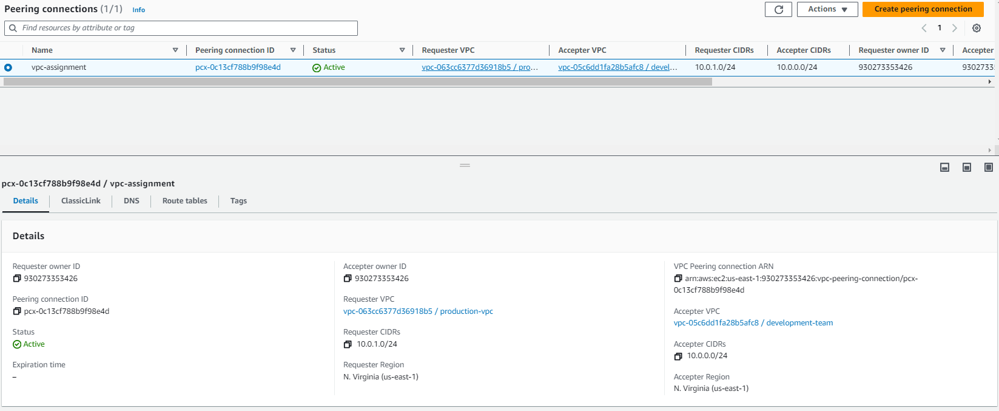 Peering connections (1/1) Info
Actions Create peering connection
Find resources by attribute or tag
1
Name Peering connection ID Status Requester VPC Accepter VPC Requester CIDRs Accepter CIDRs Requester owner ID Accepter
vpc-assignment pcx-0c13cf788b9f98e4d Active vpc-063cc6377d36918b5 / pro... vpc-05c6dd1fa28b5afc8 / devel... 10.0.1.0/24 10.0.0.0/24 930273353426 93027335
pcx-0c13cf788b9f98e4d / vpc-assignment
Details ClassicLink DNS Route tables Tags
Details
Requester owner ID
930273353426
Peering connection ID
pcx-0c13cf788b9f98e4d
Status
Active
Expiration time
–
Accepter owner ID
930273353426
Requester VPC
vpc-063cc6377d36918b5 / production-vpc
Requester CIDRs
10.0.1.0/24
Requester Region
N. Virginia (us-east-1)
VPC Peering connection ARN
arn:aws:ec2:us-east-1:930273353426:vpc-peering-connection/pcx-
0c13cf788b9f98e4d
Accepter VPC
vpc-05c6dd1fa28b5afc8 / development-team
Accepter CIDRs
10.0.0.0/24
Accepter Region
N. Virginia (us-east-1)